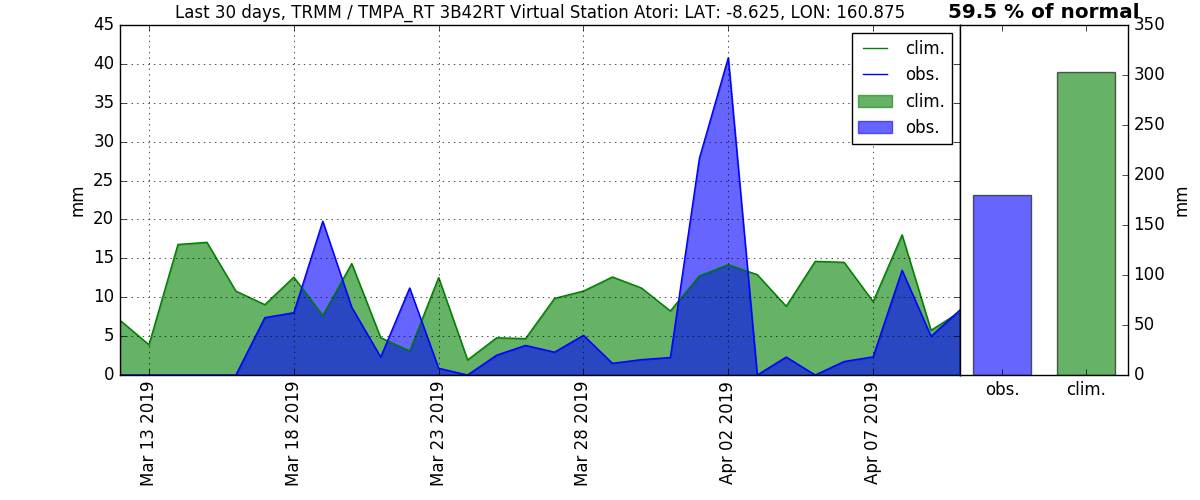 Last 30 days, TRMM / TMPA_RT 3B42RT Virtual Station Atori: LAT: -8.625, LON: 160.875
59.5 % of normal
45
40
35
30
25
20
15
10
5
0
mm
clim.
obs.
clim.
obs.
Mar 13 2019
Mar 18 2019
Mar 23 2019
Mar 28 2019
Apr 02 2019
Apr 07 2019
350
300
250
200
150
100
50
0
mm
obs.
clim.